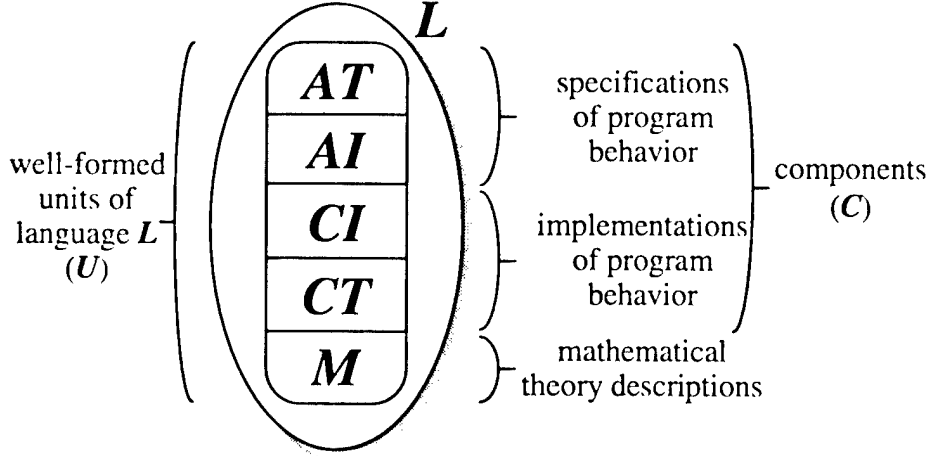 L
AT
AI
CI
CT
M
well-formed
units of
language L
(U)
specifications
of program
behavior
implementations
of program
behavior
mathematical
theory descriptions
components
(C)